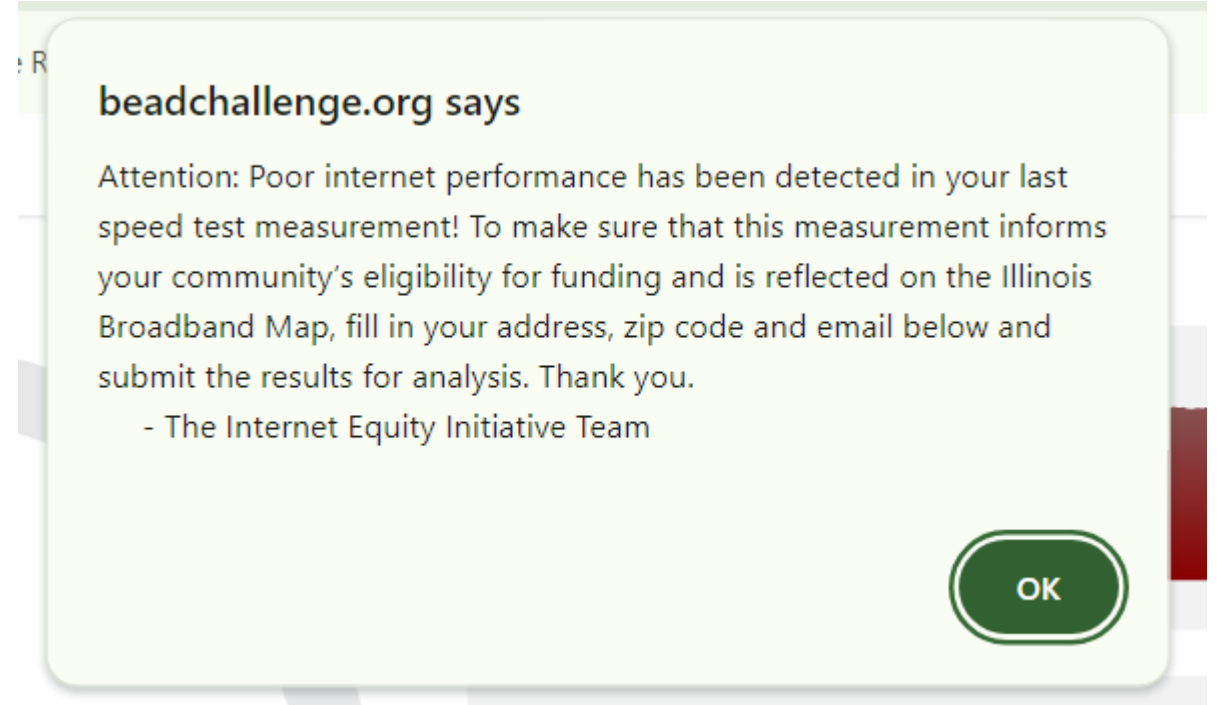 e R
beadchallenge.org says
Attention: Poor internet performance has been detected in your last
speed test measurement! To make sure that this measurement informs
your community’s eligibility for funding and is reflected on the Illinois
Broadband Map, fill in your address, zip code and email below and
submit the results for analysis. Thank you.
- The Internet Equity Initiative Team
OK